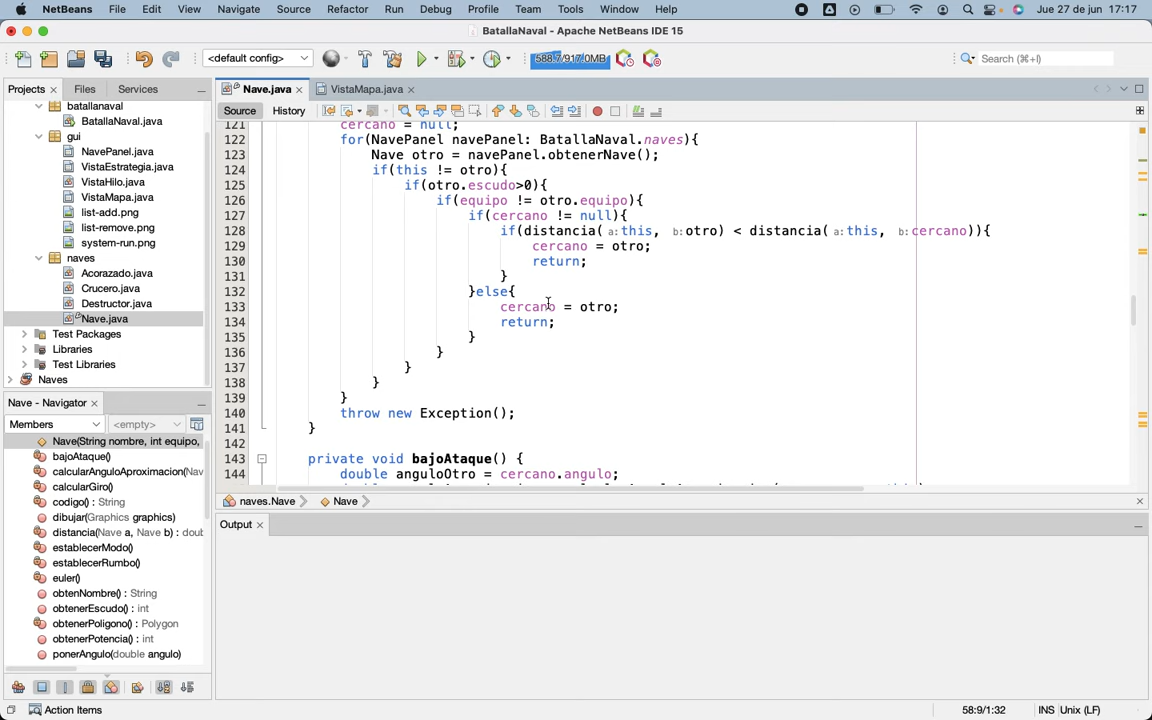 NetBeans File Edit View Navigate Source Refactor Run Debug Profile Team Tools Window Help Jue 27 de jun 17:17
BatallaNaval - Apache NetBeans IDE 15
<default config> 588.7/917.0MB Search (⌘+I)
Projects Files Services
Nave.java VistaMapa.java
Source History
batallanaval
BatallaNaval.java
gui
NavePanel.java
VistaEstrategia.java
VistaHilo.java
VistaMapa.java
list-add.png
list-remove.png
system-run.png
naves
Acorazado.java
Crucero.java
Destructor.java
Nave.java
Test Packages
Libraries
Test Libraries
Naves
Nave - Navigator
Members <empty>
Nave(String nombre, int equipo,
bajoAtaque()
calcularAnguloAproximacion(Nav
calcularGiro()
codigo() : String
dibujar(Graphics graphics)
distancia(Nave a, Nave b) : doub
establecerModo()
establecerRumbo()
euler()
obtenNombre() : String
obtenerEscudo() : int
obtenerPoligono() : Polygon
obtenerPotencia() : int
ponerAngulo(double angulo)
121 cercano = null;
122 for(NavePanel navePanel: BatallaNaval.naves){
123 Nave otro = navePanel.obtenerNave();
124 if(this != otro){
125 if(otro.escudo>0){
126 if(equipo != otro.equipo){
127 if(cercano != null){
128 if(distancia( a: this, b: otro) < distancia( a: this, b: cercano)){
129 cercano = otro;
130 return;
131 }
132 }else{
133 cercano = otro;
134 return;
135 }
136 }
137 }
138 }
139 }
140 throw new Exception();
141 }
142
143 private void bajoAtaque() {
144 double anguloOtro = cercano.angulo;
naves.Nave Nave
Output
Action Items
58:9/1:32 INS Unix (LF)